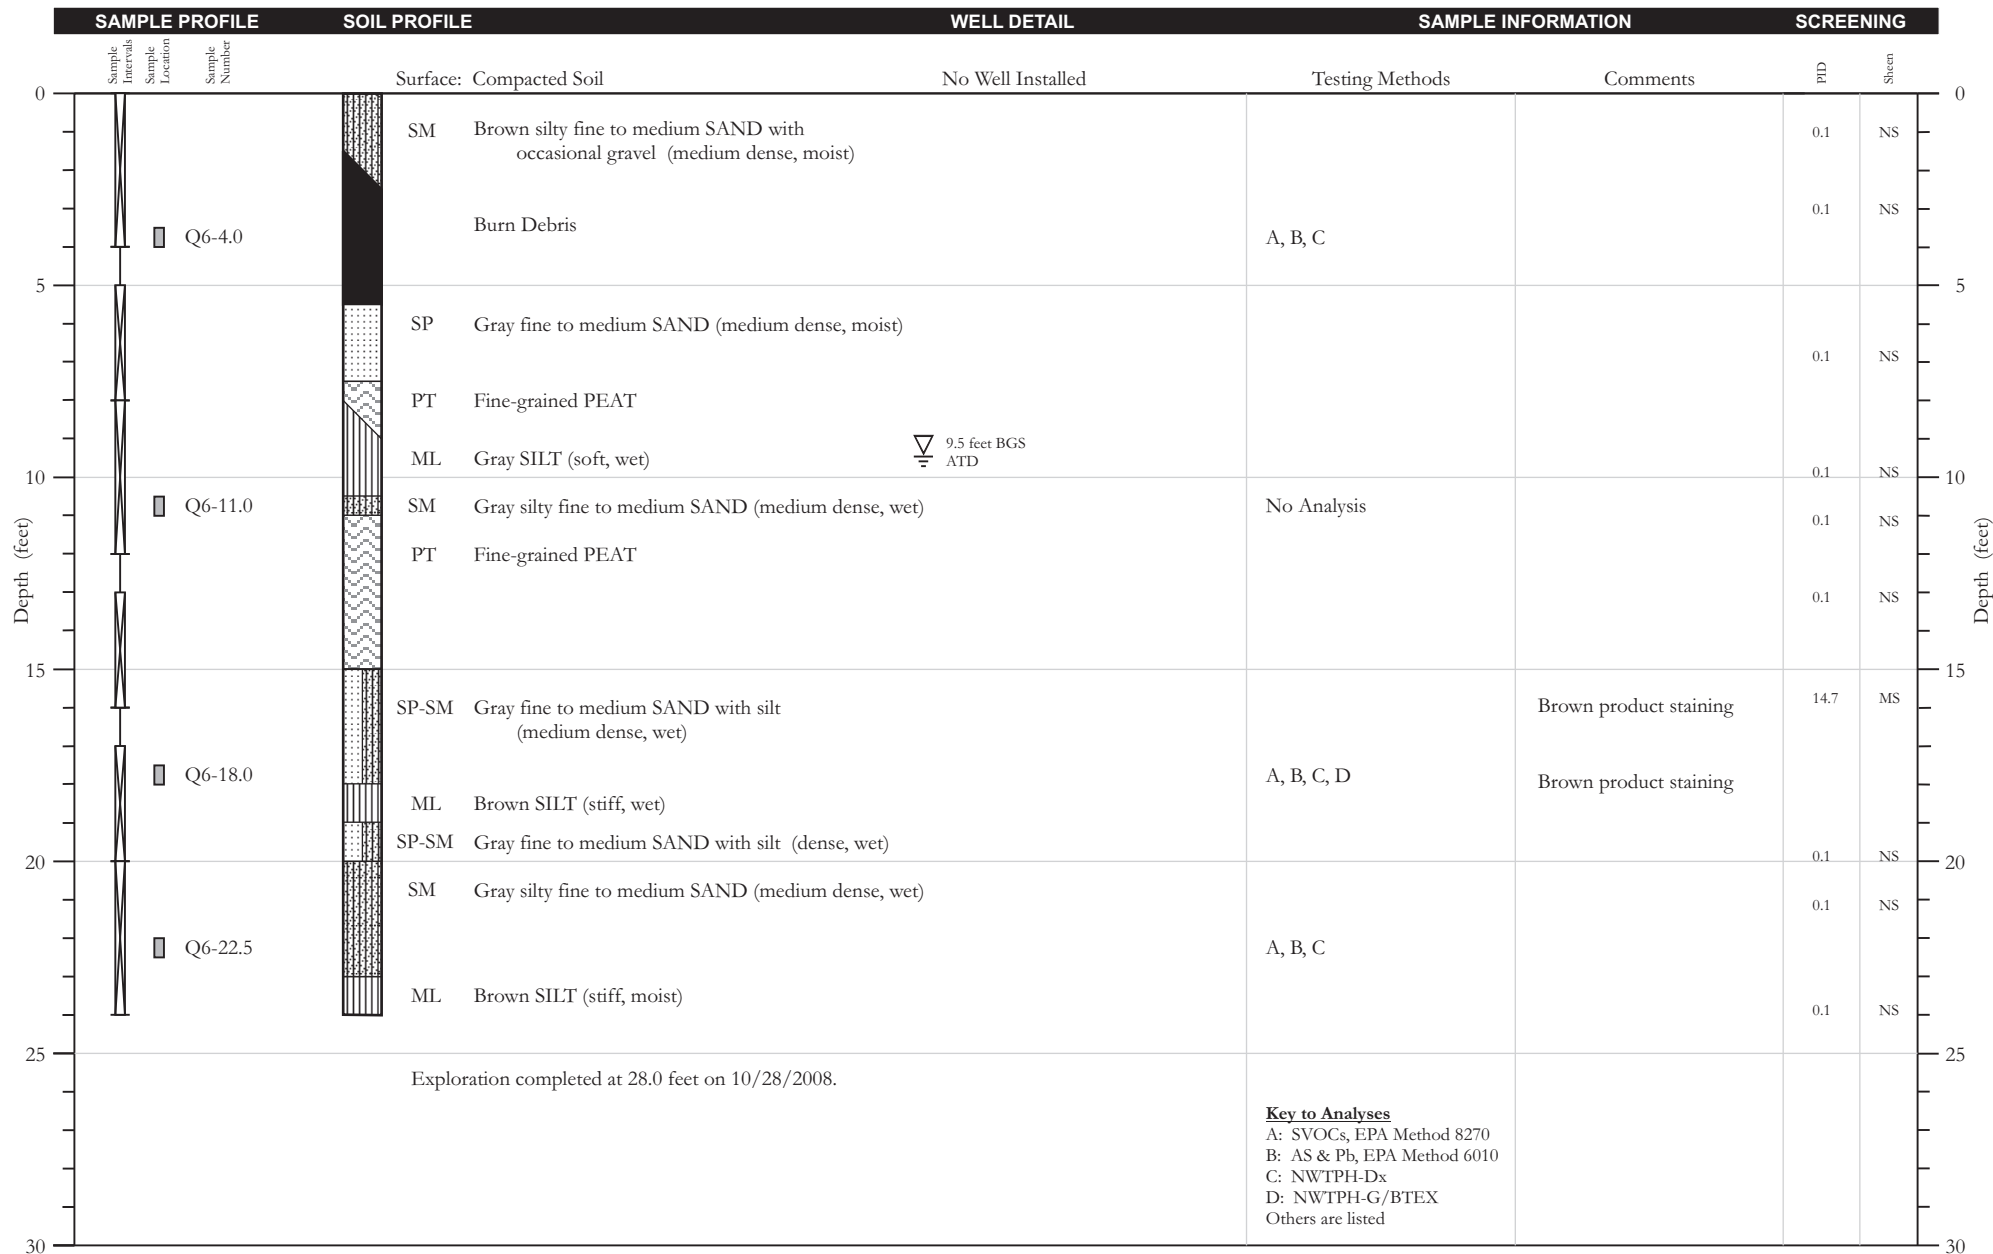 SAMPLE PROFILE SOIL PROFILE WELL DETAIL SAMPLE INFORMATION SCREENING
Sample Intervals
Sample Location
Sample Number
Surface: Compacted Soil No Well Installed Testing Methods Comments PID Sheen
0 0
SM Brown silty fine to medium SAND with 0.1 NS
occasional gravel (medium dense, moist)
0.1 NS
Burn Debris
Q6-4.0 A, B, C
5 5
SP Gray fine to medium SAND (medium dense, moist)
0.1 NS
PT Fine-grained PEAT
9.5 feet BGS
ML Gray SILT (soft, wet) ATD
0.1 NS
10 10
Q6-11.0 SM Gray silty fine to medium SAND (medium dense, wet) No Analysis
0.1 NS
PT Fine-grained PEAT
Depth (feet) Depth (feet)
0.1 NS
15 15
14.7 MS
SP-SM Gray fine to medium SAND with silt Brown product staining
(medium dense, wet)
Q6-18.0 A, B, C, D Brown product staining
ML Brown SILT (stiff, wet)
SP-SM Gray fine to medium SAND with silt (dense, wet)
0.1 NS
20 20
SM Gray silty fine to medium SAND (medium dense, wet)
0.1 NS
Q6-22.5 A, B, C
ML Brown SILT (stiff, moist)
0.1 NS
25 25
Exploration completed at 28.0 feet on 10/28/2008.
Key to Analyses
A: SVOCs, EPA Method 8270
B: AS & Pb, EPA Method 6010
C: NWTPH-Dx
D: NWTPH-G/BTEX
Others are listed
30 30